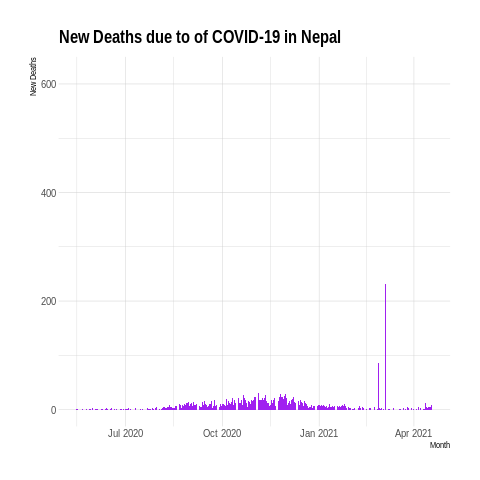 New Deaths due to of COVID-19 in Nepal
New Deaths
600
400
200
0
Jul 2020
Oct 2020
Jan 2021
Apr 2021
Month